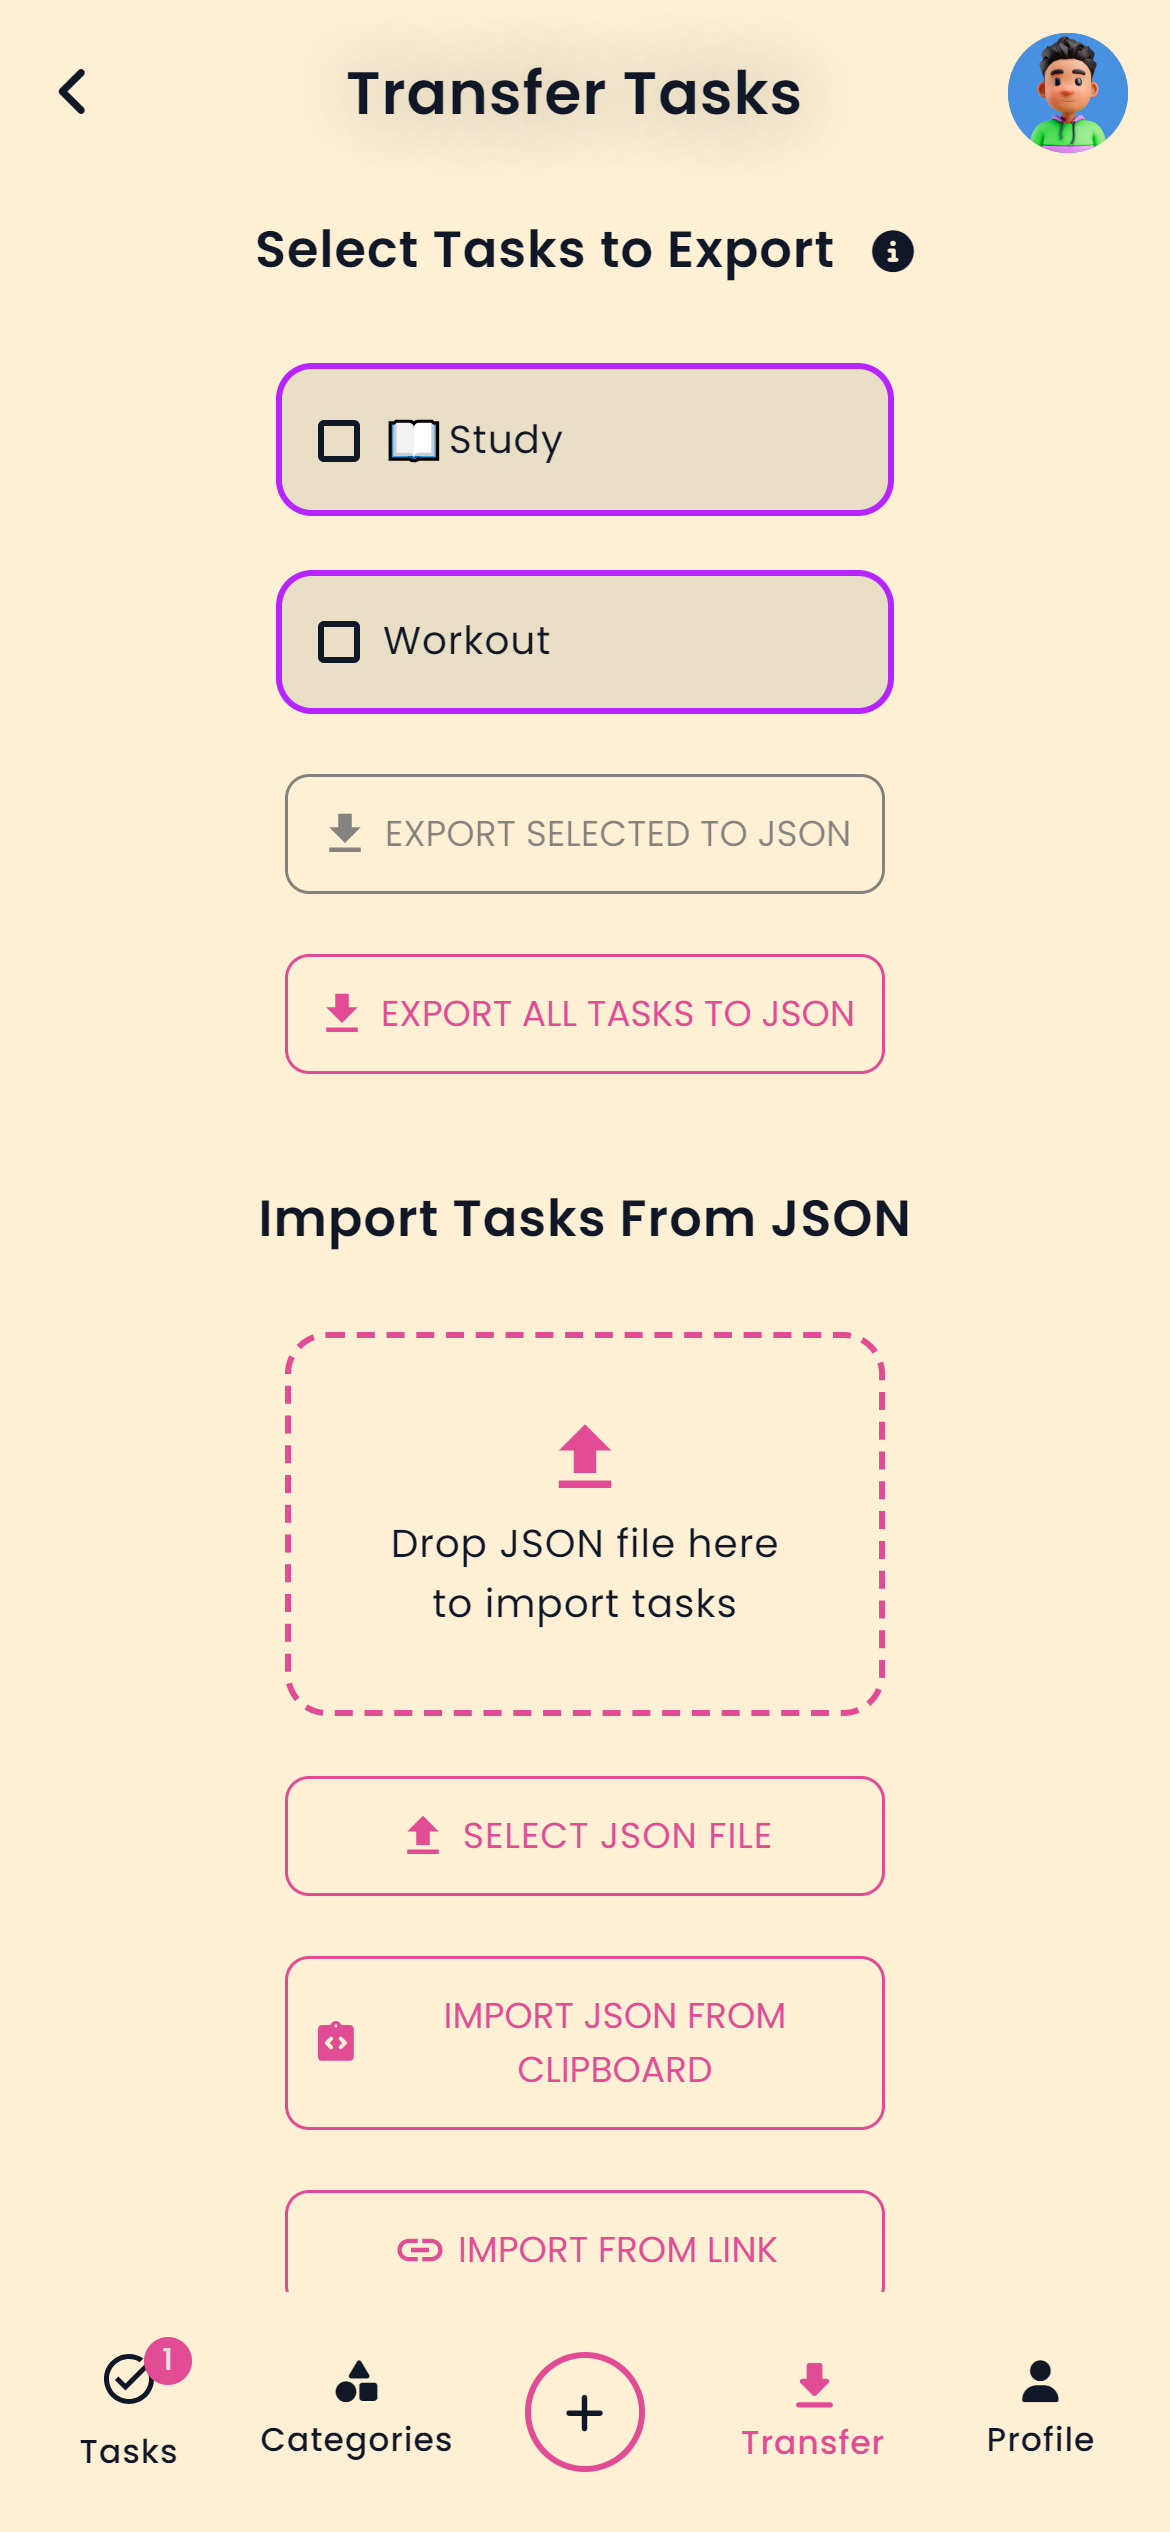 Transfer Tasks
Select Tasks to Export
Study
Workout
EXPORT SELECTED TO JSON
EXPORT ALL TASKS TO JSON
Import Tasks From JSON
Drop JSON file here
to import tasks
SELECT JSON FILE
IMPORT JSON FROM
CLIPBOARD
IMPORT FROM LINK
1
Tasks
Categories
Transfer
Profile